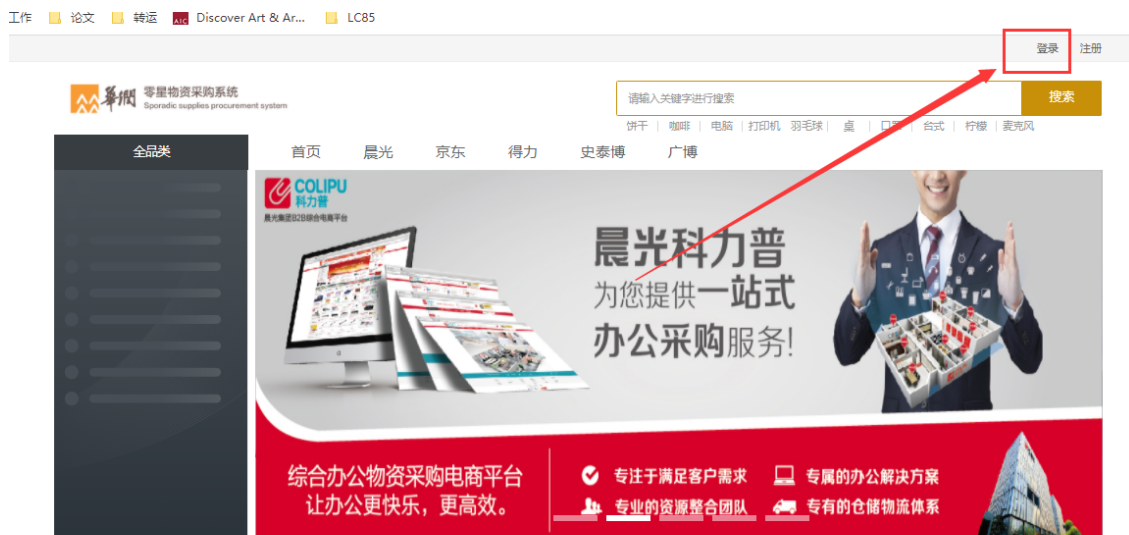 工作 论文 转运 Discover Art & Ar... LC85
登录 注册
華潤 零星物资采购系统
Sporadic supplies procurement system
请输入关键字进行搜索 搜索
饼干 咖啡 电脑 打印机 羽毛球 桌 台式 柠檬 麦克风
全品类 首页 晨光 京东 得力 史泰博 广博
COLIPU
科力普
晨光集团B2B综合电商平台
晨光科力普
为您提供一站式
办公采购服务!
综合办公物资采购电商平台
让办公更快乐，更高效。
专注于满足客户需求 专属的办公解决方案
专业的资源整合团队 专有的仓储物流体系